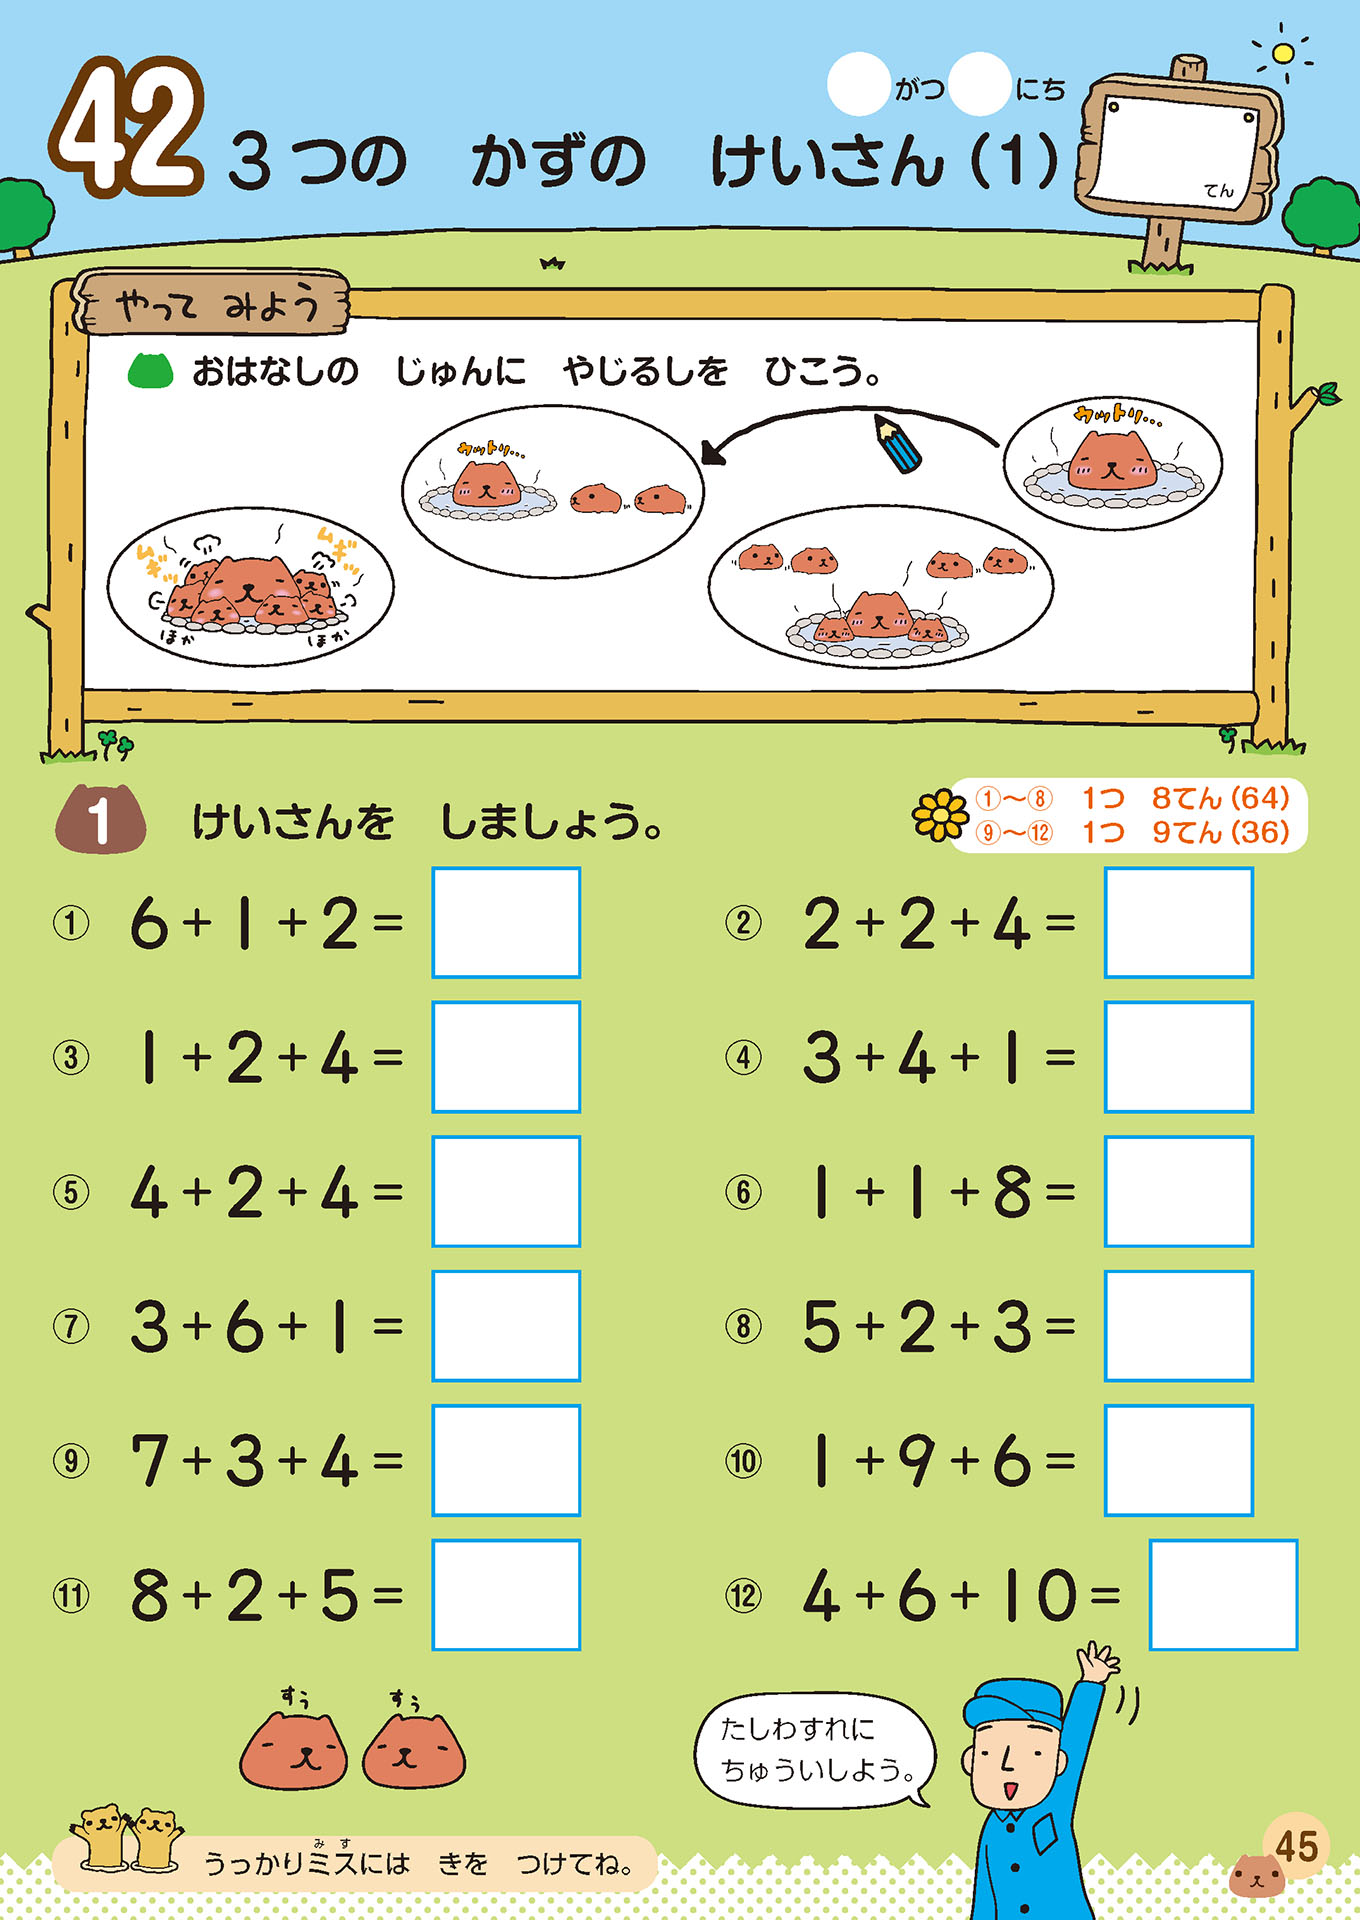 42
3つの　かずの　けいさん(1)
がつ　にち
てん
やって みよう
おはなしの　じゅんに　やじるしを　ひこう。
ウットリ…
ウットリ…
ムギッ
ムギッ
ほか
ほか
1　けいさんを　しましょう。
①～⑧　1つ　8てん(64)
⑨～⑫　1つ　9てん(36)
① 6+1+2=
② 2+2+4=
③ 1+2+4=
④ 3+4+1=
⑤ 4+2+4=
⑥ 1+1+8=
⑦ 3+6+1=
⑧ 5+2+3=
⑨ 7+3+4=
⑩ 1+9+6=
⑪ 8+2+5=
⑫ 4+6+10=
すぅ
すぅ
たしわすれに
ちゅういしよう。
みす
うっかりミスには　きを　つけてね。
45